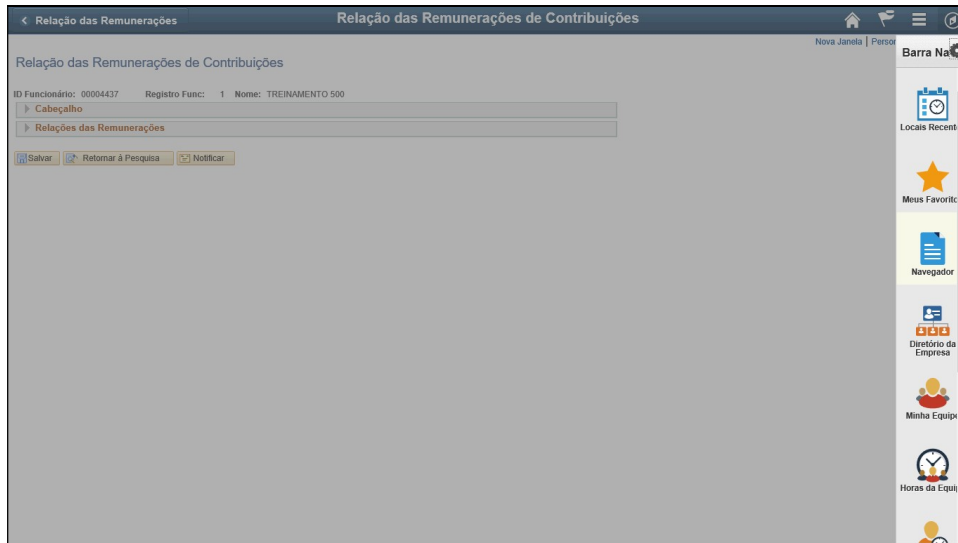 Relação das Remunerações
Relação das Remunerações de Contribuições
Nova Janela | Person
Barra Na
Relação das Remunerações de Contribuições
ID Funcionário: 00004437 Registro Func: 1 Nome: TREINAMENTO 500
Cabeçalho
Relações das Remunerações
Salvar Retornar à Pesquisa Notificar
Locais Recent
Meus Favorito
Navegador
Diretório da
Empresa
Minha Equipe
Horas da Equi